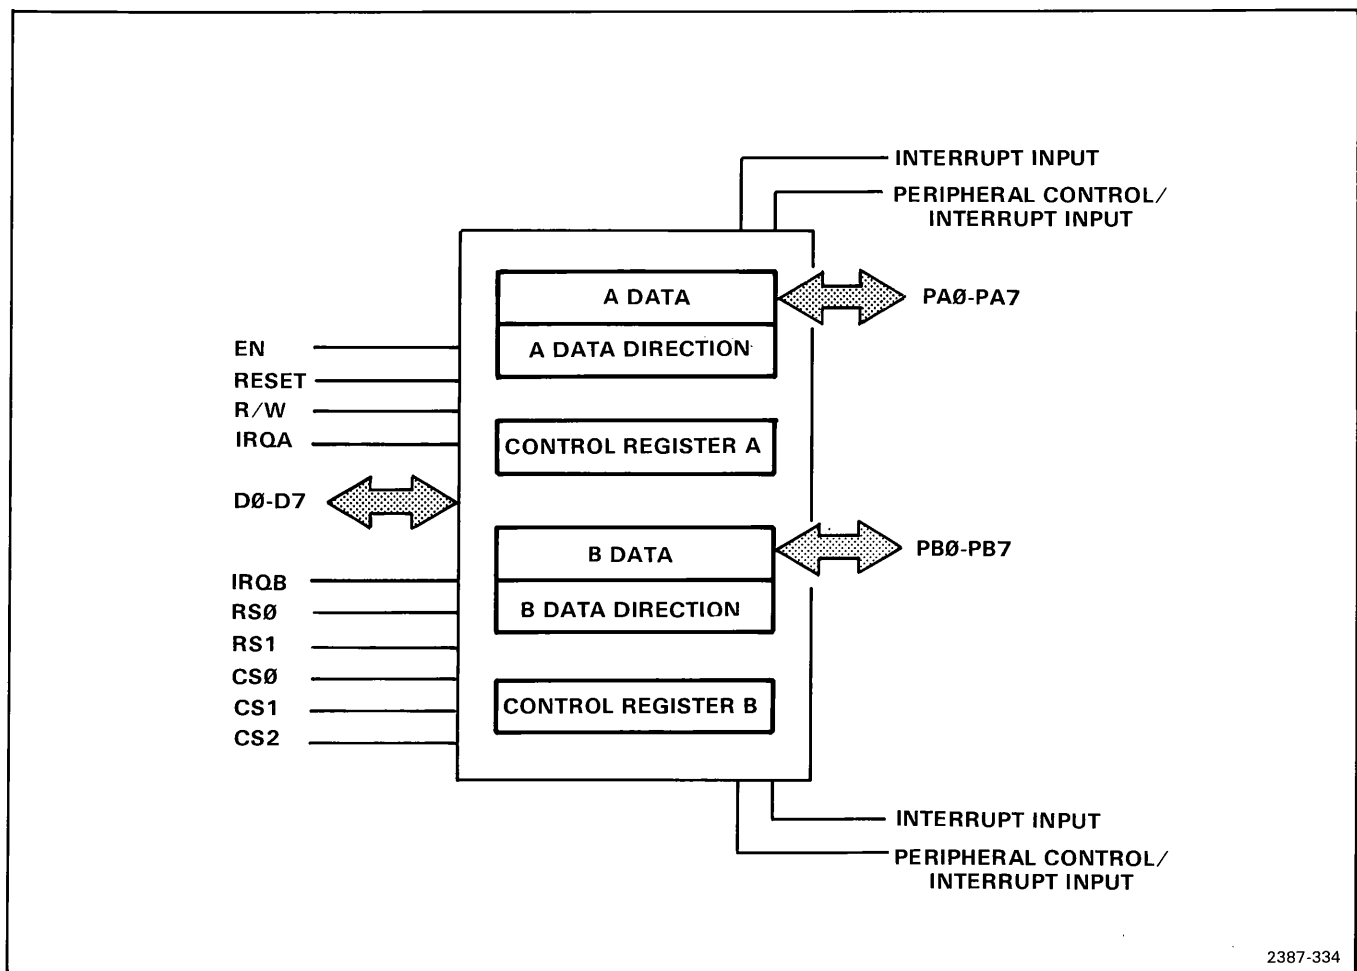 INTERRUPT INPUT
PERIPHERAL CONTROL/
INTERRUPT INPUT
A DATA
PAØ-PA7
A DATA DIRECTION
EN
RESET
R/W
IRQA
CONTROL REGISTER A
DØ-D7
B DATA
PBØ-PB7
B DATA DIRECTION
IRQB
RSØ
RS1
CSØ
CS1
CS2
CONTROL REGISTER B
INTERRUPT INPUT
PERIPHERAL CONTROL/
INTERRUPT INPUT
2387-334